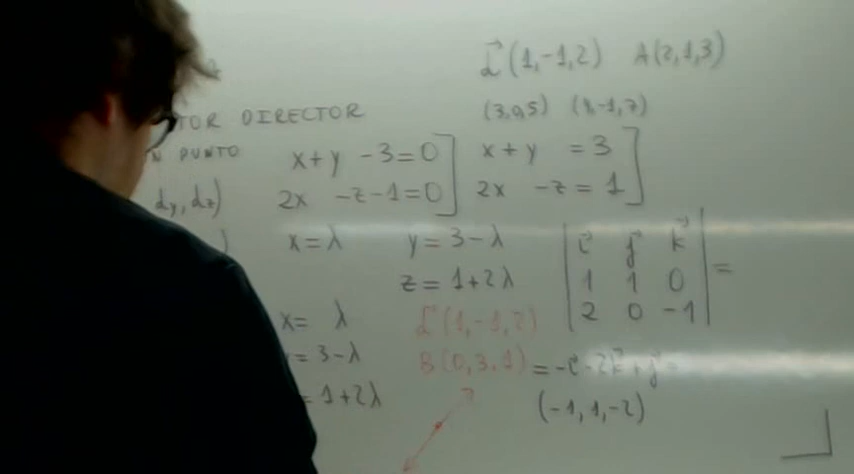 d⃗(1,-1,2) A(2,1,3)
DIRECTOR
(3,0,5) (4,-1,7)
PUNTO
x+y -3=0
2x -z-1=0
x+y =3
2x -z=1
dy, dz)
x=λ y=3-λ
z=1+2λ
i⃗ j⃗ k⃗
1 1 0
2 0 -1
=
x= λ
= 3-λ
= 1+2λ
d⃗(1,-1,2)
B(0,3,1)
= -i⃗-2k⃗+j⃗=
(-1,1,-2)